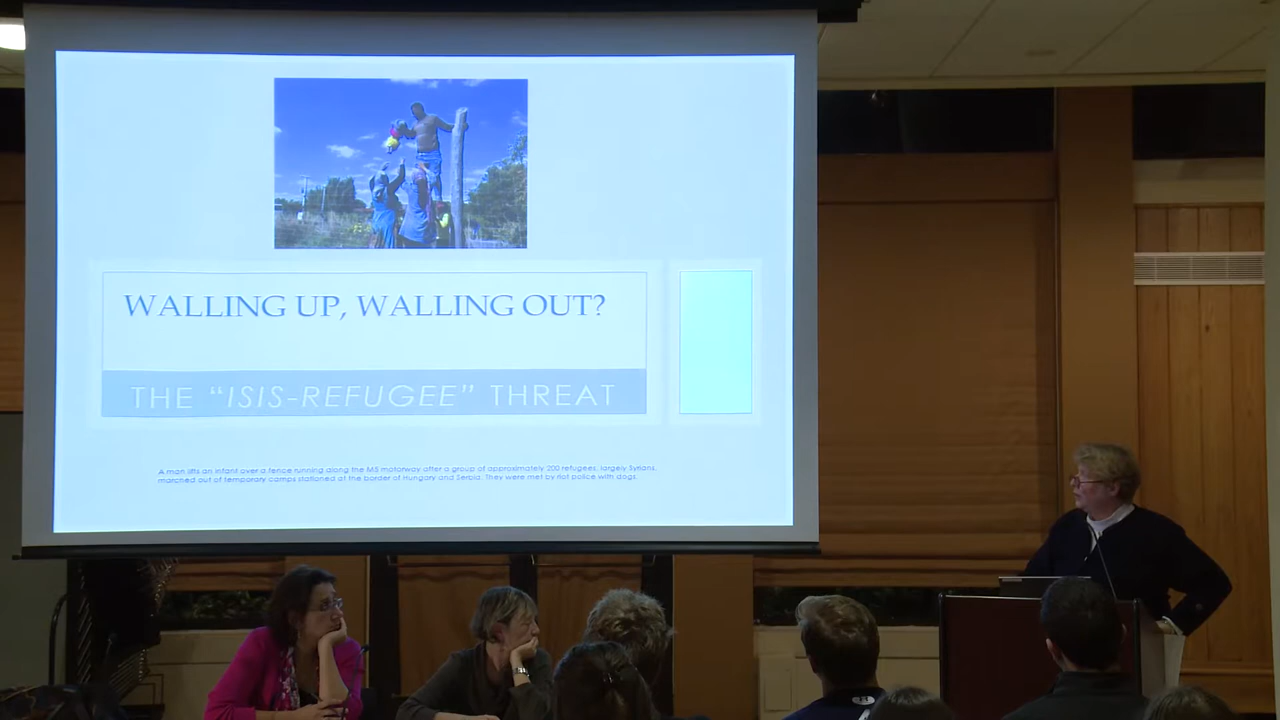 WALLING UP, WALLING OUT?
THE “ISIS-REFUGEE” THREAT
A man lifts an infant over a fence running along the M5 motorway after a group of approximately 200 refugees, largely Syrians,
marched out of temporary camps stationed at the border of Hungary and Serbia. They were met by riot police with dogs.